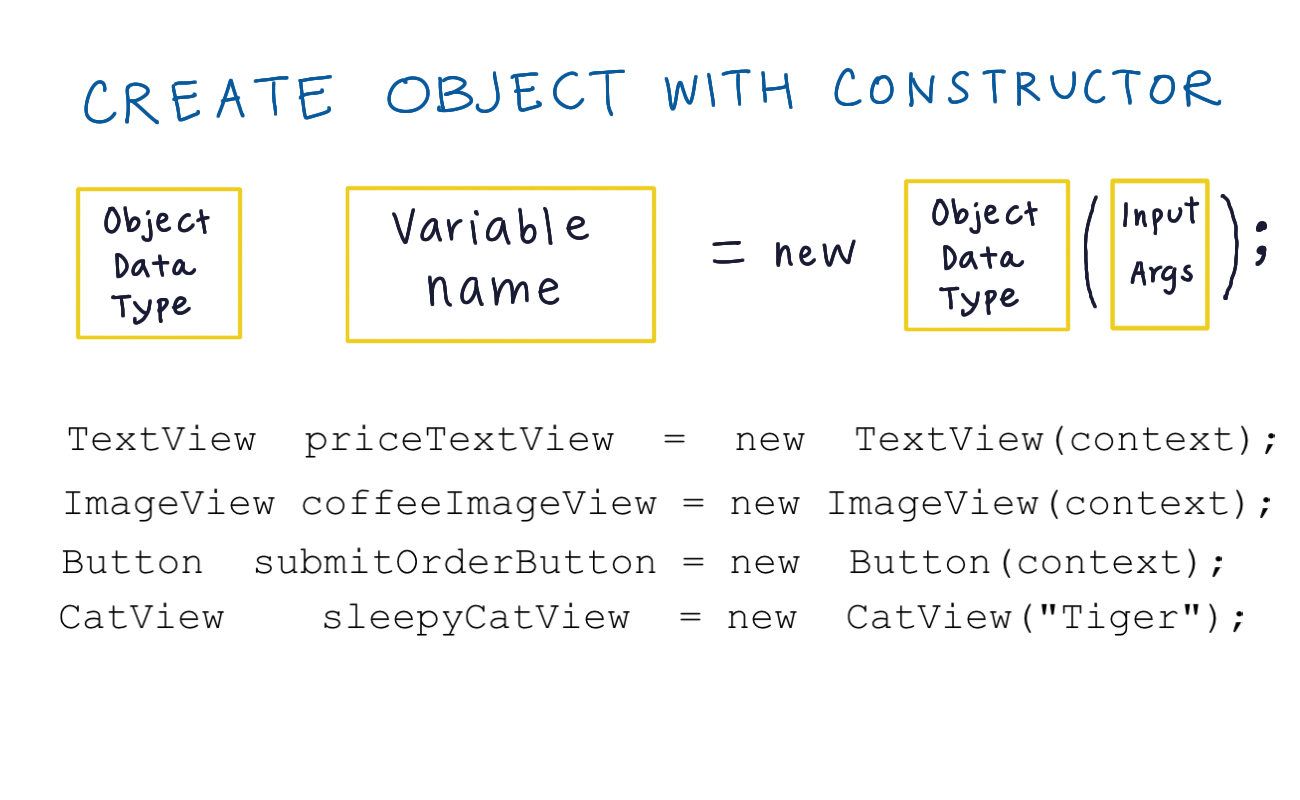 CREATE OBJECT WITH CONSTRUCTOR
Object Data Type Variable name = new Object Data Type (Input Args);
TextView priceTextView = new TextView(context);
ImageView coffeeImageView = new ImageView(context);
Button submitOrderButton = new Button(context);
CatView sleepyCatView = new CatView("Tiger");